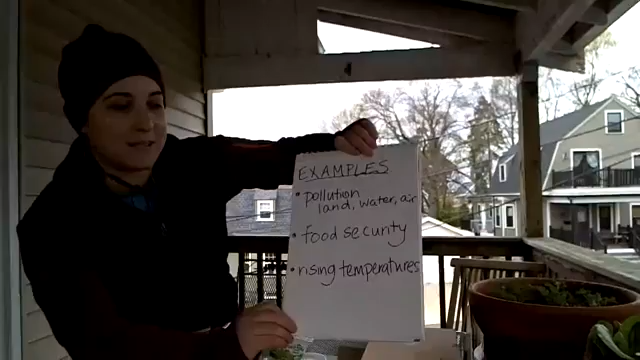 EXAMPLES
• pollution
land, water, air
• food security
• rising temperatures